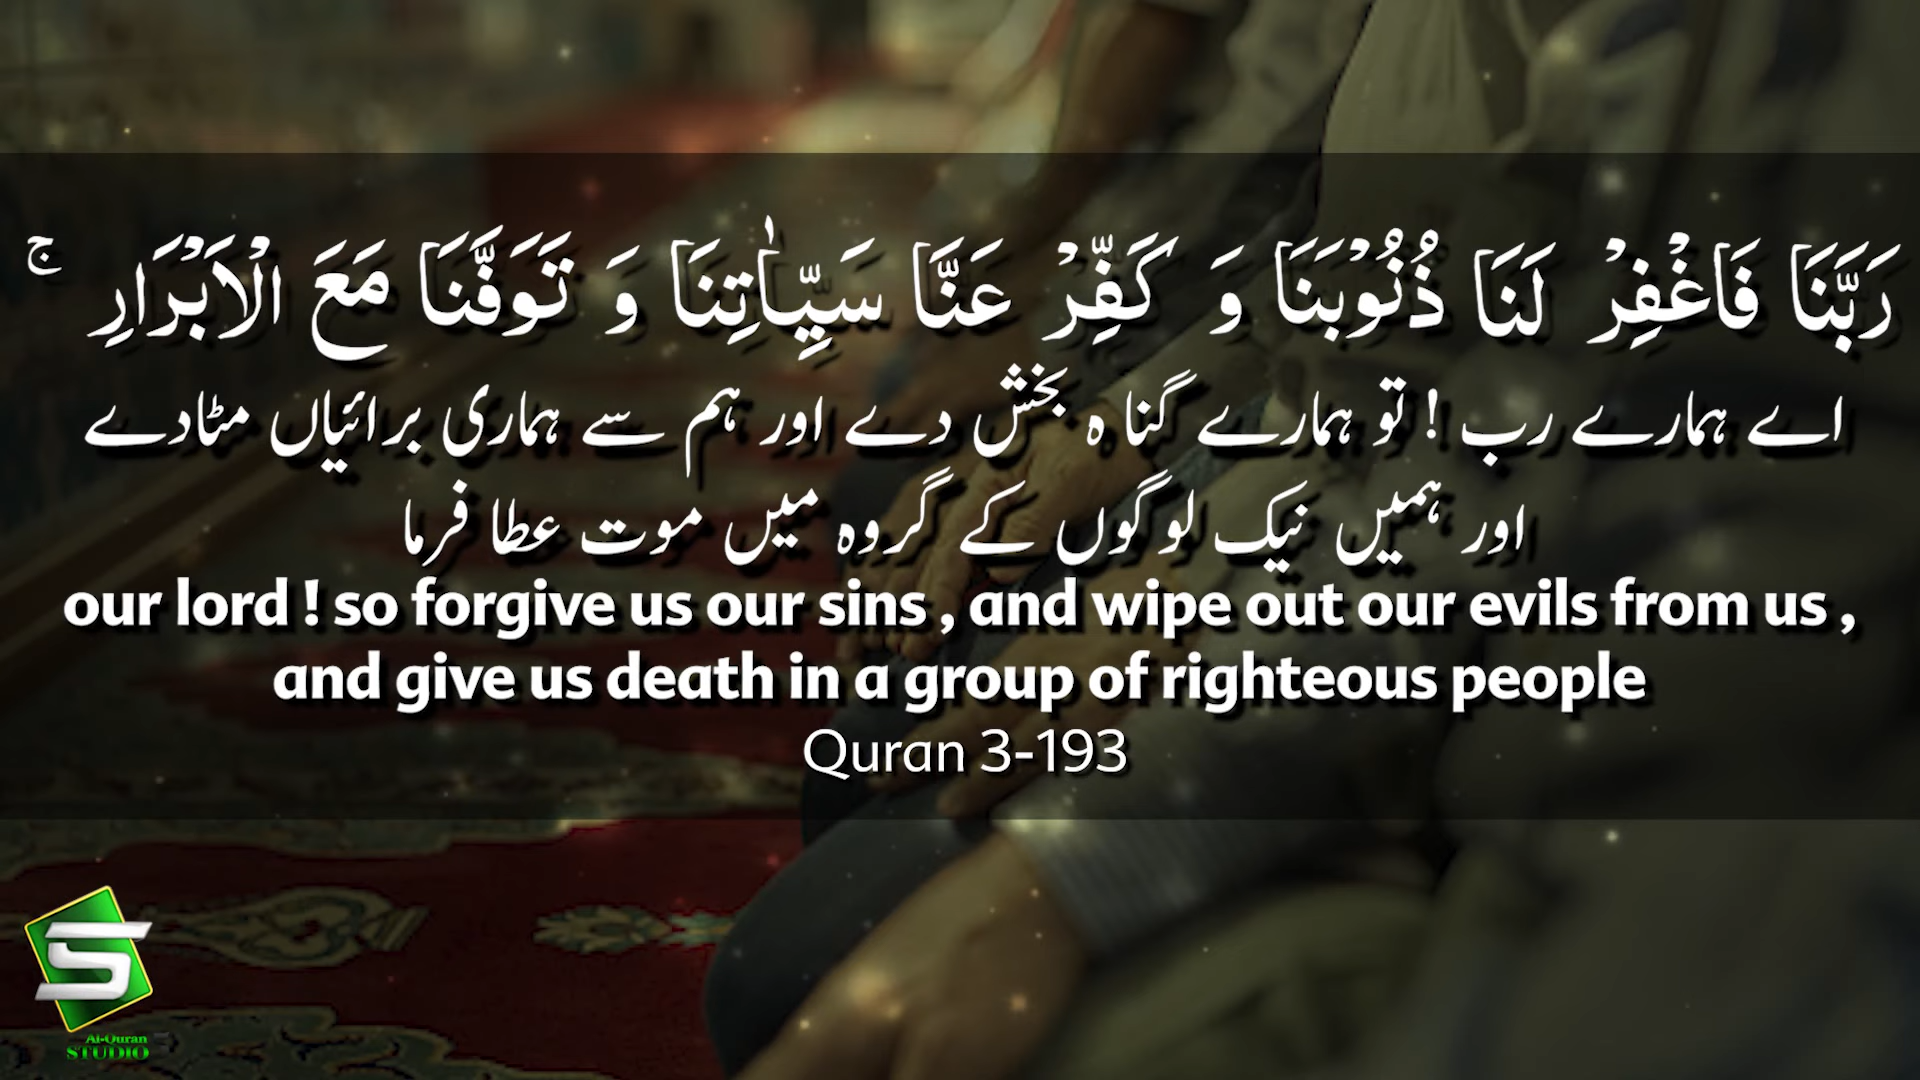 رَبَّنَا فَاغْفِرْ لَنَا ذُنُوْبَنَا وَ كَفِّرْ عَنَّا سَيِّاٰتِنَا وَ تَوَفَّنَا مَعَ الْاَبْرَارِ ۚ
اے ہمارے رب ! تو ہمارے گناہ بخش دے اور ہم سے ہماری برائیاں مٹادے
اور ہمیں نیک لوگوں کے گروہ میں موت عطا فرما
our lord ! so forgive us our sins , and wipe out our evils from us ,
and give us death in a group of righteous people
Quran 3-193
S
Al-Quran
STUDIO